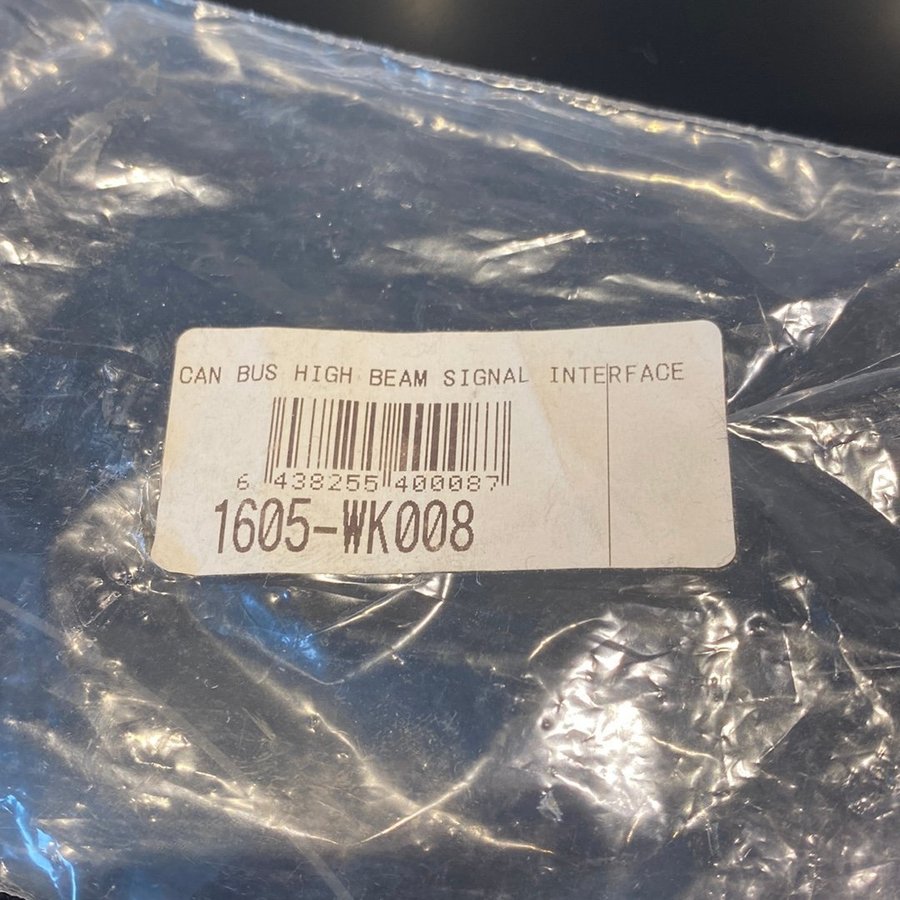 CAN BUS HIGH BEAM SIGNAL INTERFACE
6 438255 400087
1605-WK008